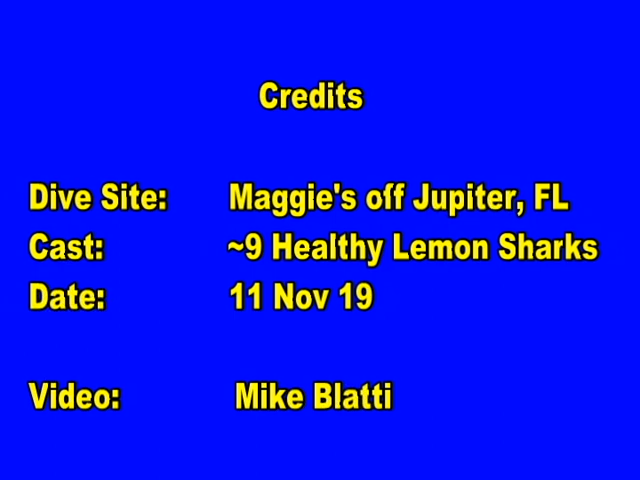 Credits
Dive Site: Maggie's off Jupiter, FL
Cast: ~9 Healthy Lemon Sharks
Date: 11 Nov 19
Video: Mike Blatti